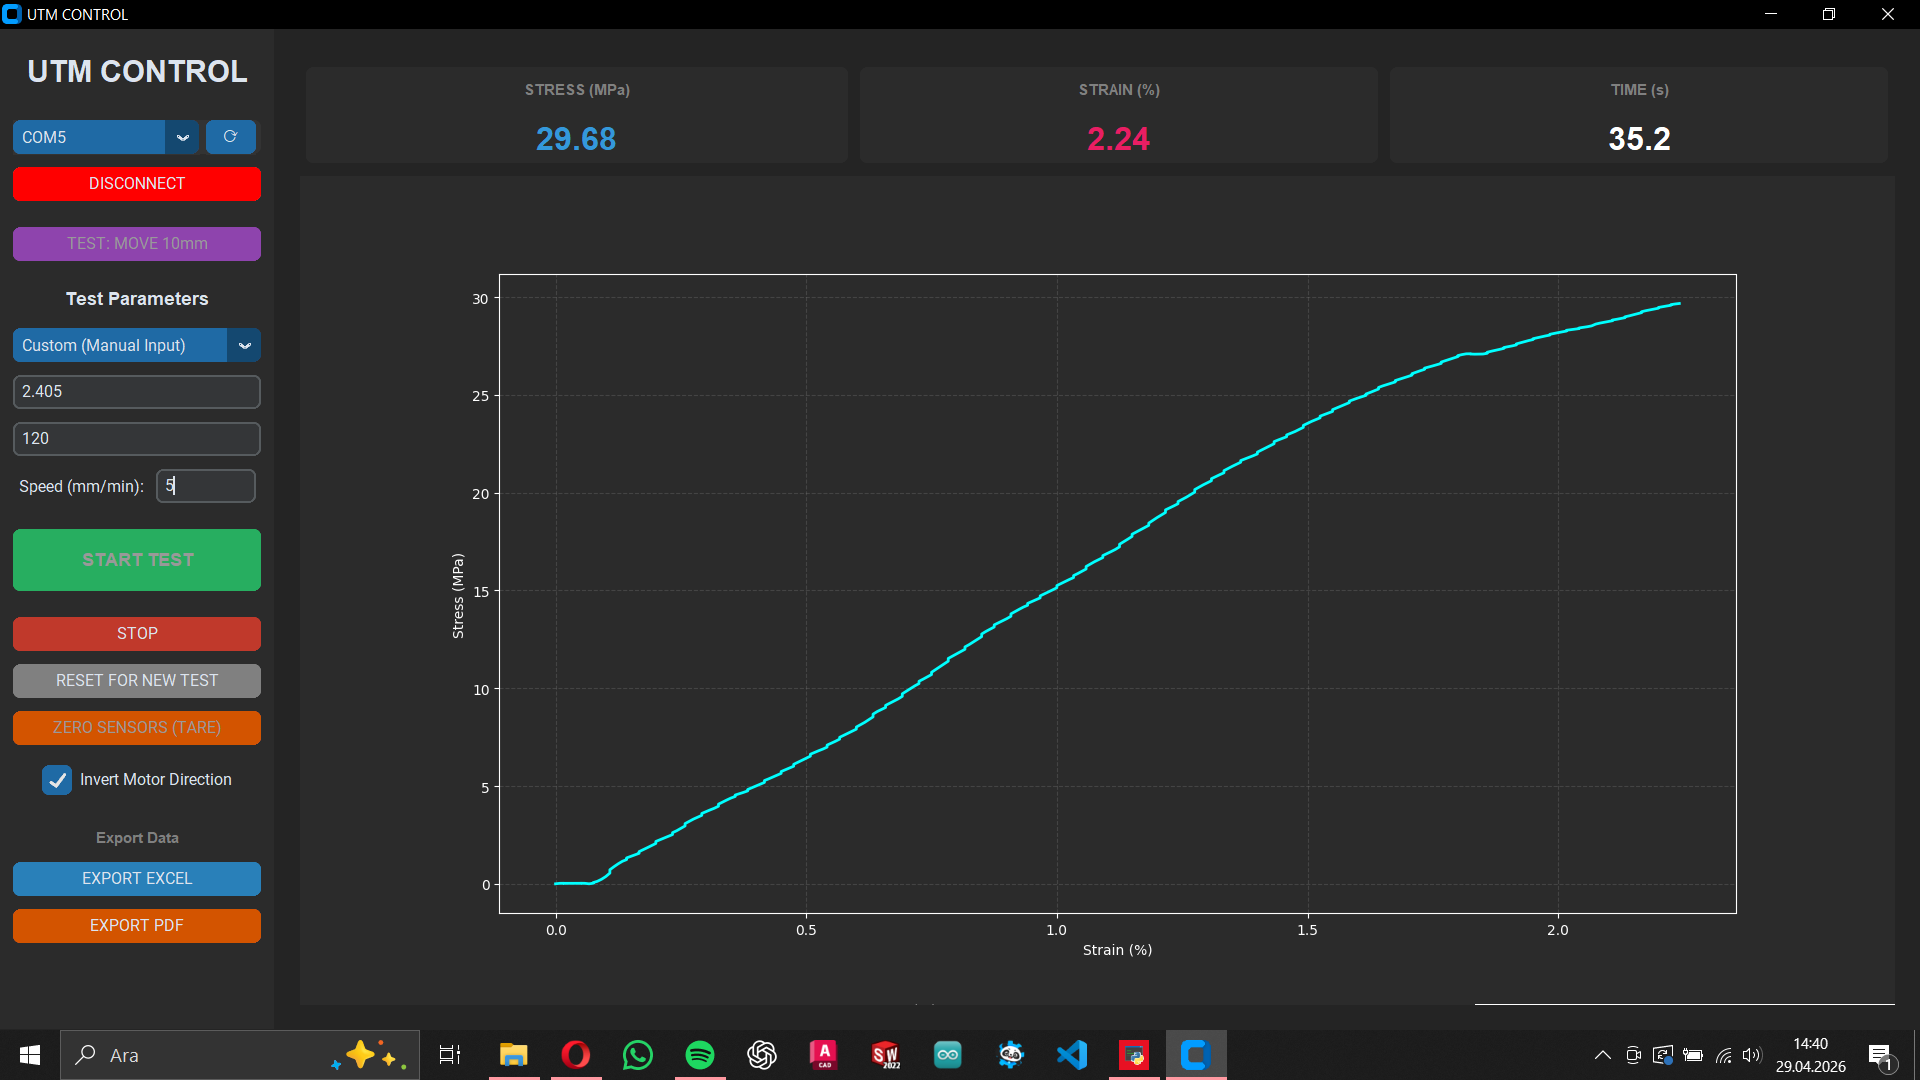 UTM CONTROL
UTM CONTROL
COM5
DISCONNECT
TEST: MOVE 10mm
Test Parameters
Custom (Manual Input)
2.405
120
Speed (mm/min): 5
START TEST
STOP
RESET FOR NEW TEST
ZERO SENSORS (TARE)
Invert Motor Direction
Export Data
EXPORT EXCEL
EXPORT PDF
STRESS (MPa)
29.68
STRAIN (%)
2.24
TIME (s)
35.2
Stress (MPa)
30
25
20
15
10
5
0
0.0 0.5 1.0 1.5 2.0
Strain (%)
Ara
A
CAD
SW
2022
14:40
29.04.2026
1